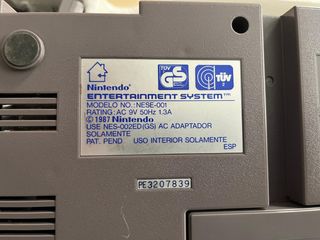 Nintendo
ENTERTAINMENT SYSTEM™
MODELO NO.: NESE-001
RATING: AC 9V 50Hz 1.3A
©1987 Nintendo
USE NES-002ED(GS) AC ADAPTADOR
SOLAMENTE
PAT. PEND USO INTERIOR SOLAMENTE
ESP
TÜV
GS
TÜV
PE3207839